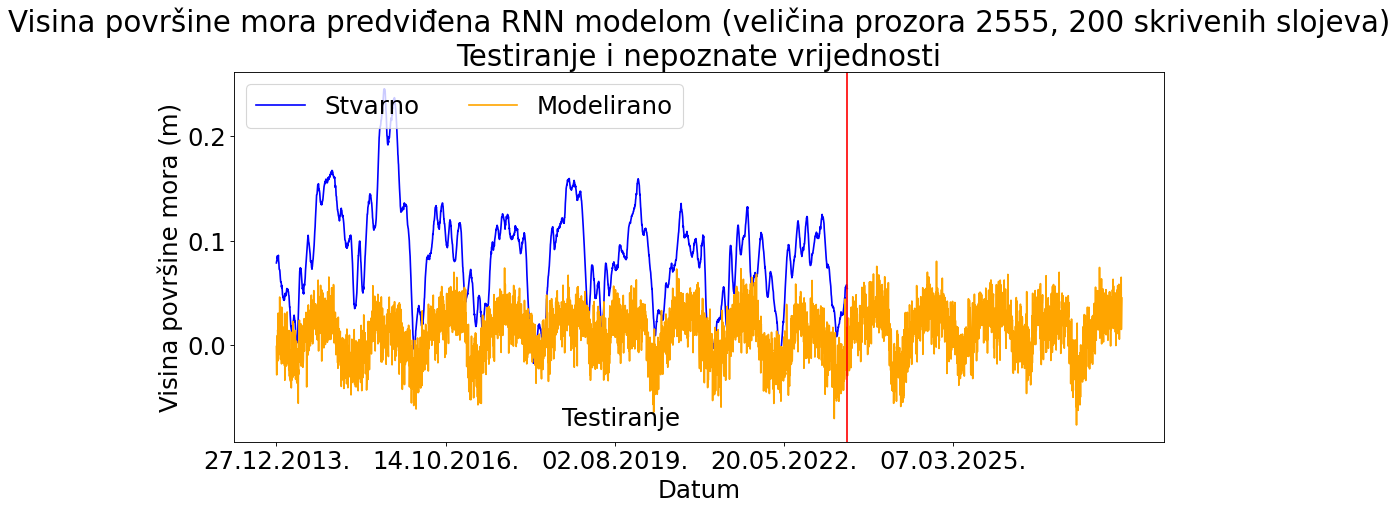 Visina površine mora predviđena RNN modelom (veličina prozora 2555, 200 skrivenih slojeva)
Testiranje i nepoznate vrijednosti
Stvarno Modelirano
Visina površine mora (m)
0.2
0.1
0.0
Testiranje
27.12.2013. 14.10.2016. 02.08.2019. 20.05.2022. 07.03.2025.
Datum